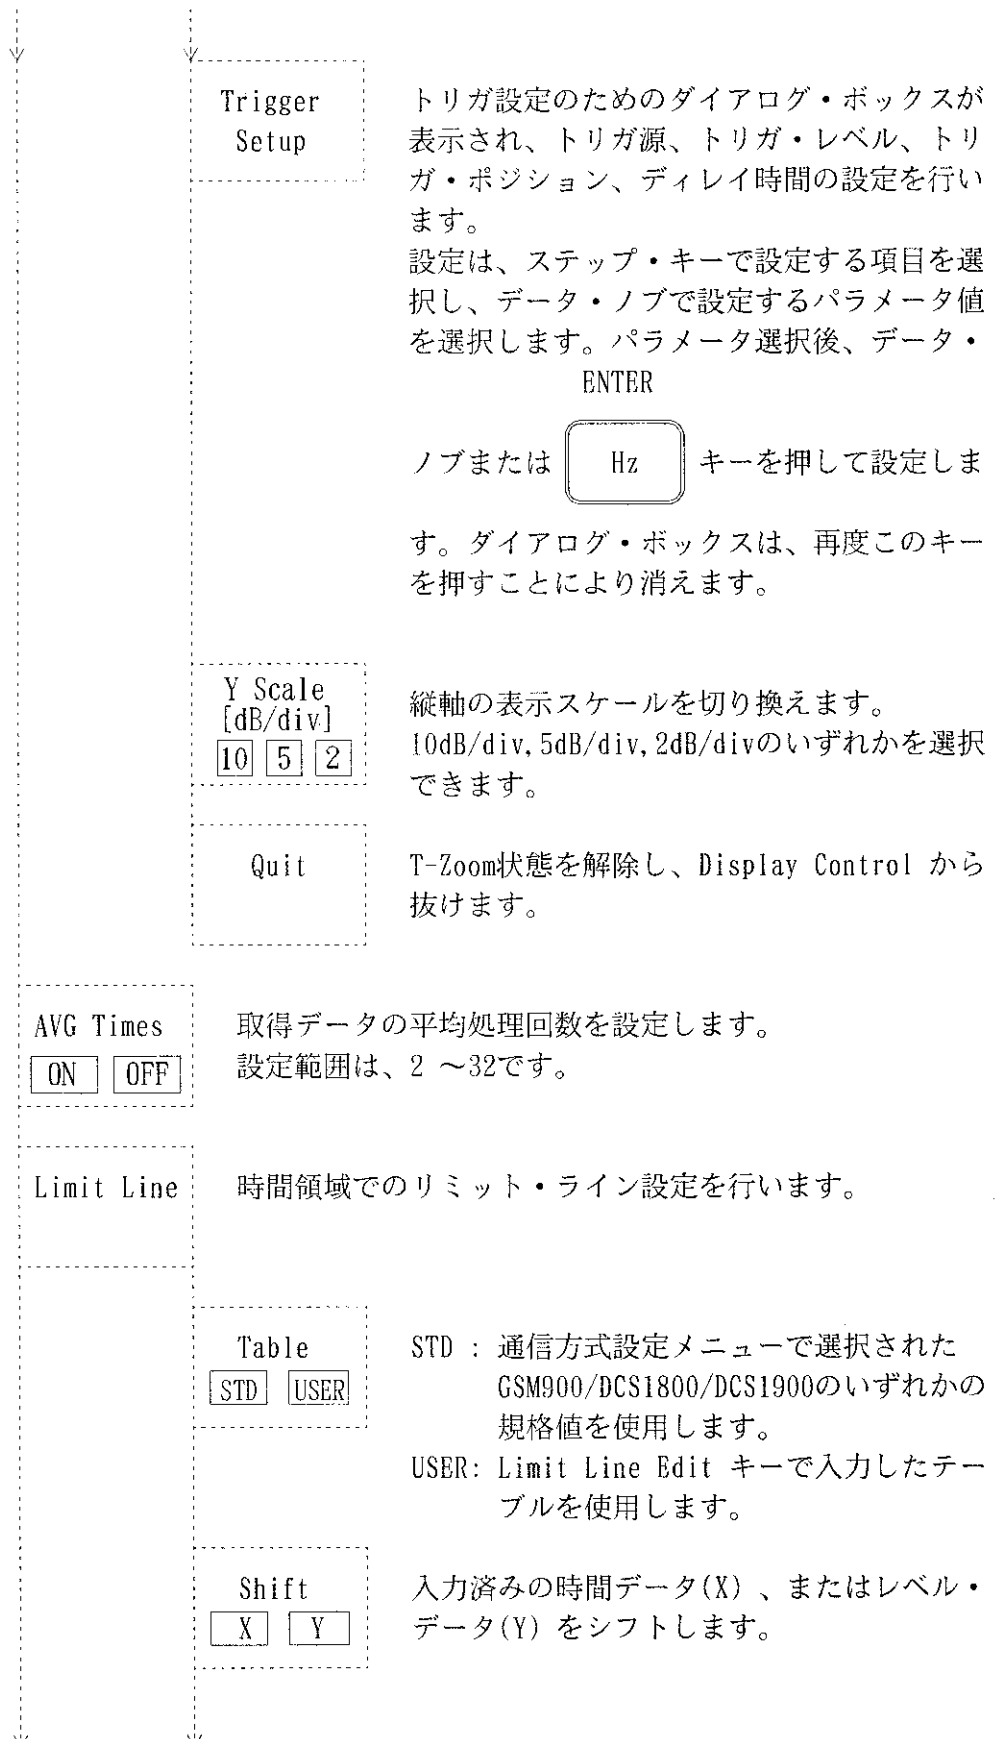 Trigger
Setup
トリガ設定のためのダイアログ・ボックスが
表示され、トリガ源、トリガ・レベル、トリ
ガ・ポジション、ディレイ時間の設定を行い
ます。
設定は、ステップ・キーで設定する項目を選
択し、データ・ノブで設定するパラメータ値
を選択します。パラメータ選択後、データ・
ENTER
ノブまたは Hz キーを押して設定しま
す。ダイアログ・ボックスは、再度このキー
を押すことにより消えます。
Y Scale
[dB/div]
10 5 2
縦軸の表示スケールを切り換えます。
10dB/div,5dB/div,2dB/divのいずれかを選択
できます。
Quit
T-Zoom状態を解除し、Display Control から
抜けます。
AVG Times
ON OFF
取得データの平均処理回数を設定します。
設定範囲は、2 ～32です。
Limit Line
時間領域でのリミット・ライン設定を行います。
Table
STD USER
STD : 通信方式設定メニューで選択された
GSM900/DCS1800/DCS1900のいずれかの
規格値を使用します。
USER: Limit Line Edit キーで入力したテー
ブルを使用します。
Shift
X Y
入力済みの時間データ(X) 、またはレベル・
データ(Y) をシフトします。